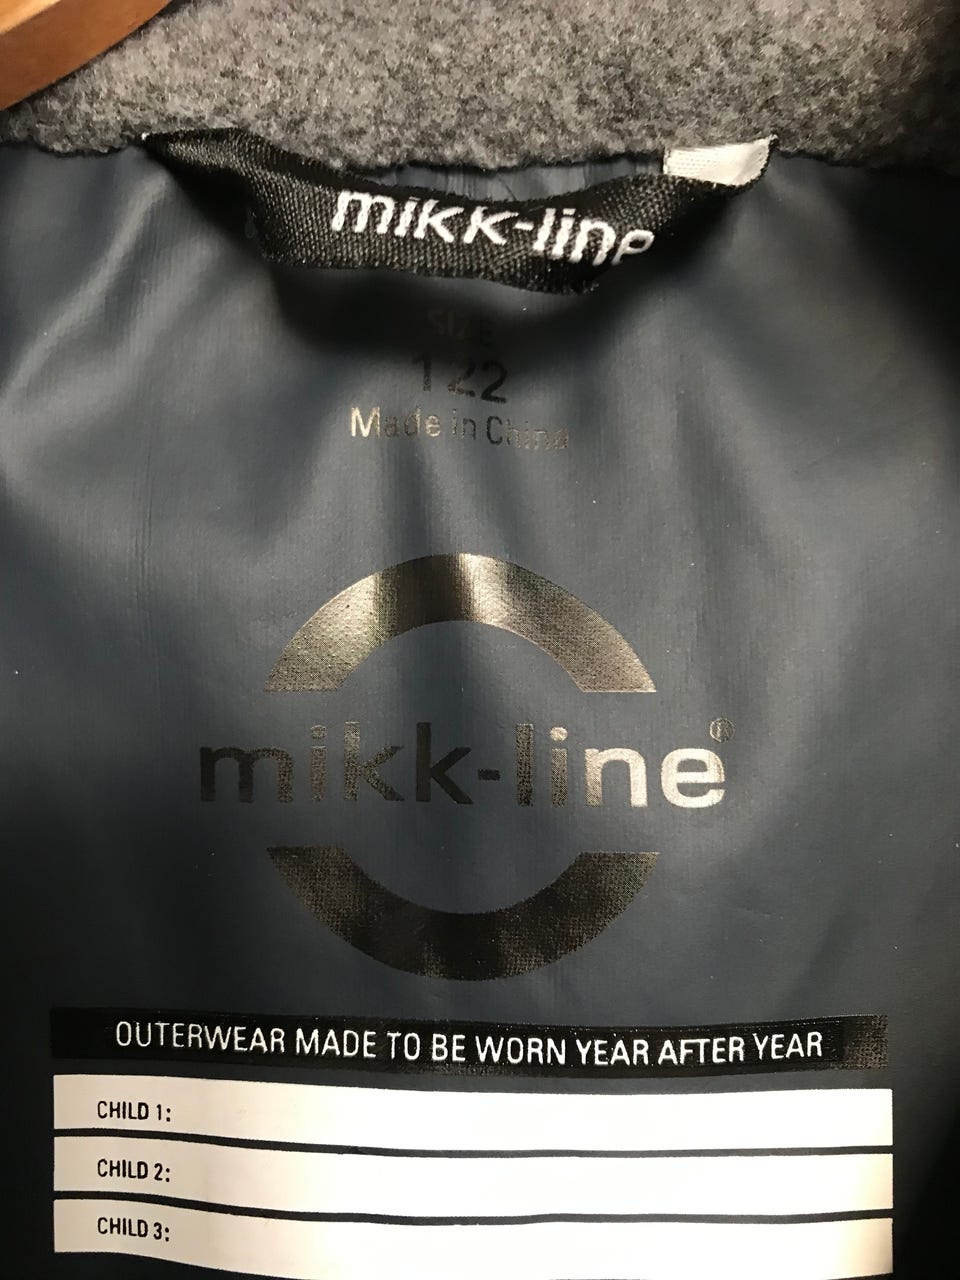 mikk-line
SIZE
122
Made in China
mikk-line®
OUTERWEAR MADE TO BE WORN YEAR AFTER YEAR
CHILD 1:
CHILD 2:
CHILD 3: